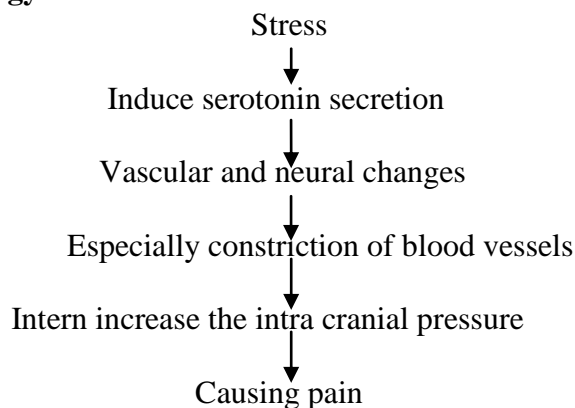 gy
Stress
Induce serotonin secretion
Vascular and neural changes
Especially constriction of blood vessels
Intern increase the intra cranial pressure
Causing pain